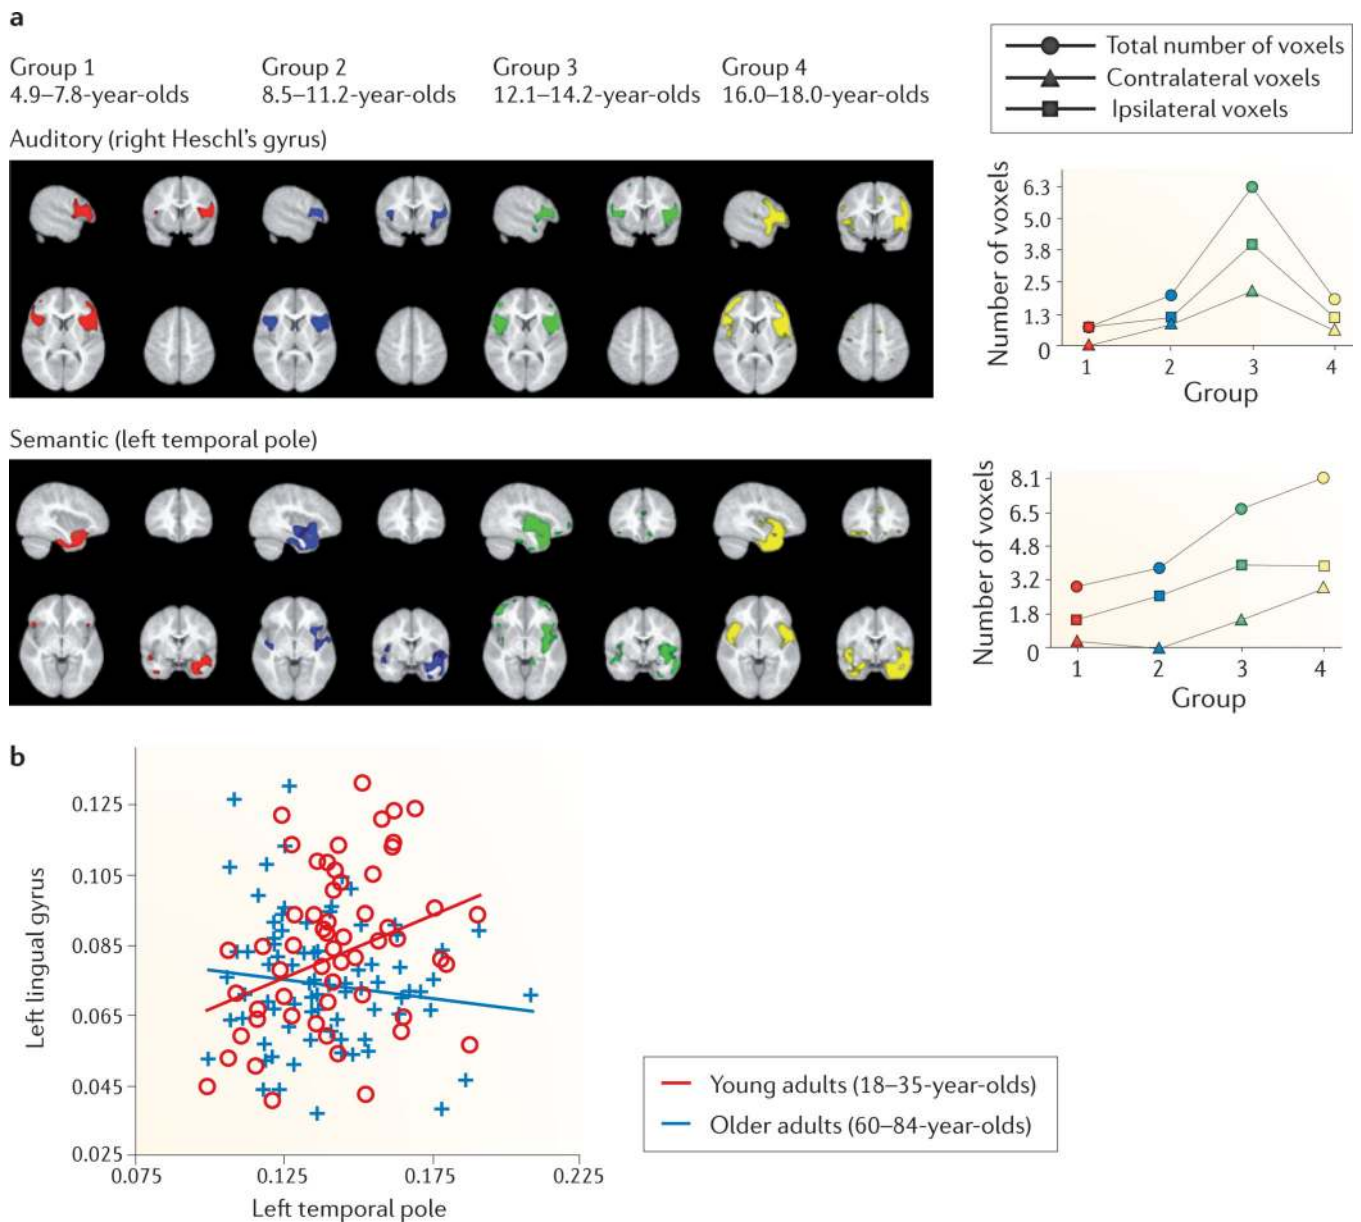 a
Group 1
4.9–7.8-year-olds
Group 2
8.5–11.2-year-olds
Group 3
12.1–14.2-year-olds
Group 4
16.0–18.0-year-olds
Total number of voxels
Contralateral voxels
Ipsilateral voxels
Auditory (right Heschl's gyrus)
Number of voxels
6.3
5.0
3.8
2.5
1.3
0
1 2 3 4
Group
Semantic (left temporal pole)
Number of voxels
8.1
6.5
4.8
3.2
1.8
0
1 2 3 4
Group
b
Left lingual gyrus
0.125
0.105
0.085
0.065
0.045
0.025
0.075 0.125 0.175 0.225
Left temporal pole
Young adults (18–35-year-olds)
Older adults (60–84-year-olds)